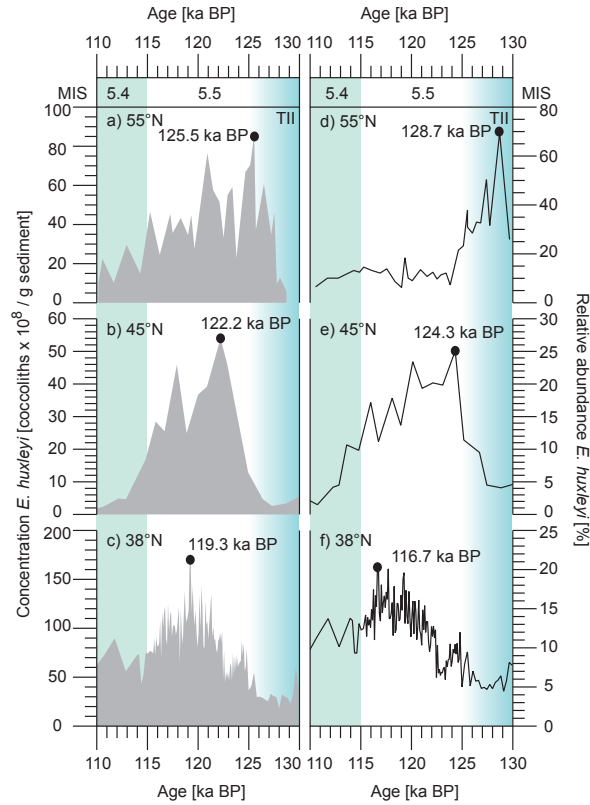 Age [ka BP] Age [ka BP]
110 115 120 125 130 110 115 120 125 130
MIS 5.4 5.5 5.4 5.5 MIS
100
80
60
40
20
0
a) 55°N TII
125.5 ka BP
d) 55°N TII
128.7 ka BP
80
70
60
50
40
30
20
10
0
60
50
40
30
20
10
0
b) 45°N
122.2 ka BP
e) 45°N
124.3 ka BP
30
25
20
15
10
5
0
200
150
100
50
0
c) 38°N
119.3 ka BP
f) 38°N
116.7 ka BP
25
20
15
10
5
0
Concentration E. huxleyi [coccoliths x 10⁸ / g sediment]
Relative abundance E. huxleyi [%]
110 115 120 125 130 110 115 120 125 130
Age [ka BP] Age [ka BP]